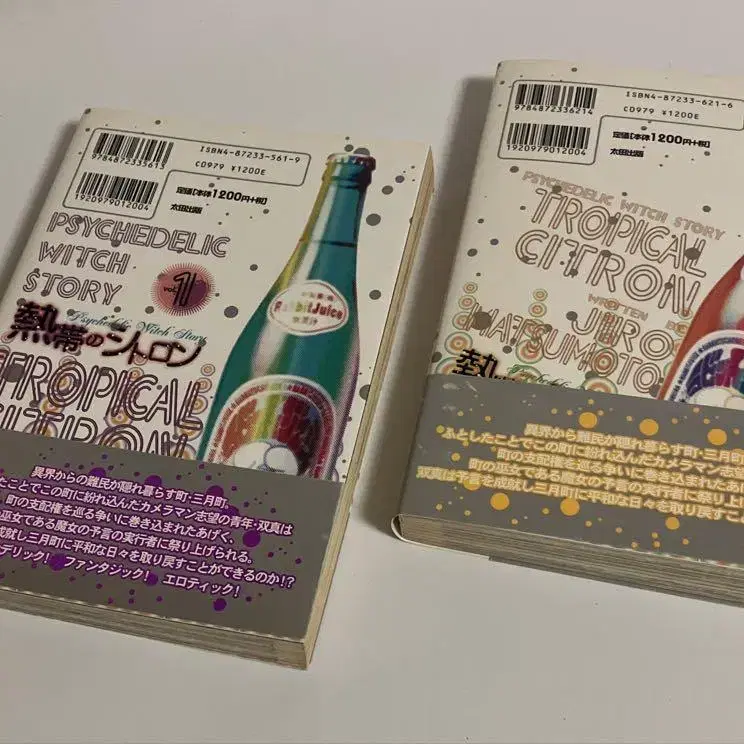 ISBN4-87233-561-9
9784872335613
C0979 ¥1200E
1920979012004
定価[本体1200円+税]
太田出版
PSYCHEDELIC
WITCH
STORY
vol.1
Psychedelic Witch Story
熱帯のシトロン
TROPICAL
CITRON
RabbitJuice
異界からの難民が隠れ暮らす町・三月町。
たことでこの町に紛れ込んだカメラマン志望の青年・双真は
町の支配権を巡る争いに巻き込まれたあげく、
巫女である魔女の予言の実行者に祭り上げられる。
成就し三月町に平和な日々を取り戻すことができるのか!?
デリック! ファンタジック! エロティック!
ISBN4-87233-621-6
9784872336214
C0979 ¥1200E
1920979012004
定価[本体1200円+税]
太田出版
PSYCHEDELIC WITCH STORY
TROPICAL
CITRON
WRITTEN
JIRO
MATSUMOTO
熱
異界から難民が隠れ暮らす町・三月町
ふとしたことでこの町に紛れ込んだカメラマン志望
町の支配権を巡る争いに巻き込まれたあげ
町の巫女である魔女の予言の実行者に祭り上
双真は予言を成就し三月町に平和な日々を取り戻